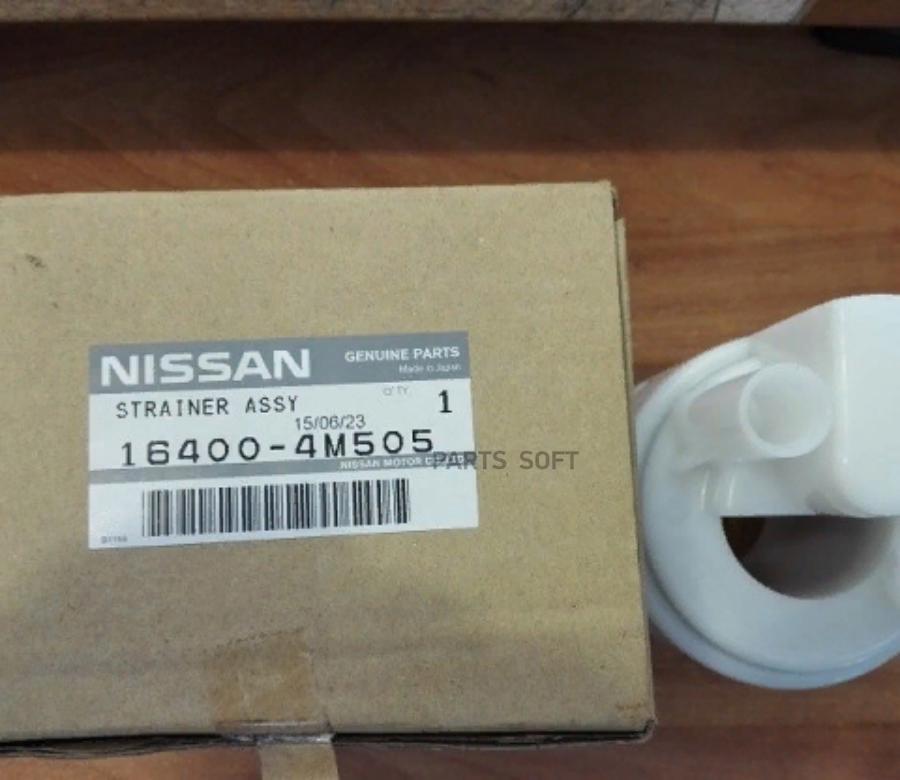 NISSAN GENUINE PARTS
Made in Japan
Q'TY
STRAINER ASSY 1
15/06/23
16400-4M505
NISSAN MOTOR CO., LTD.
PARTS SOFT